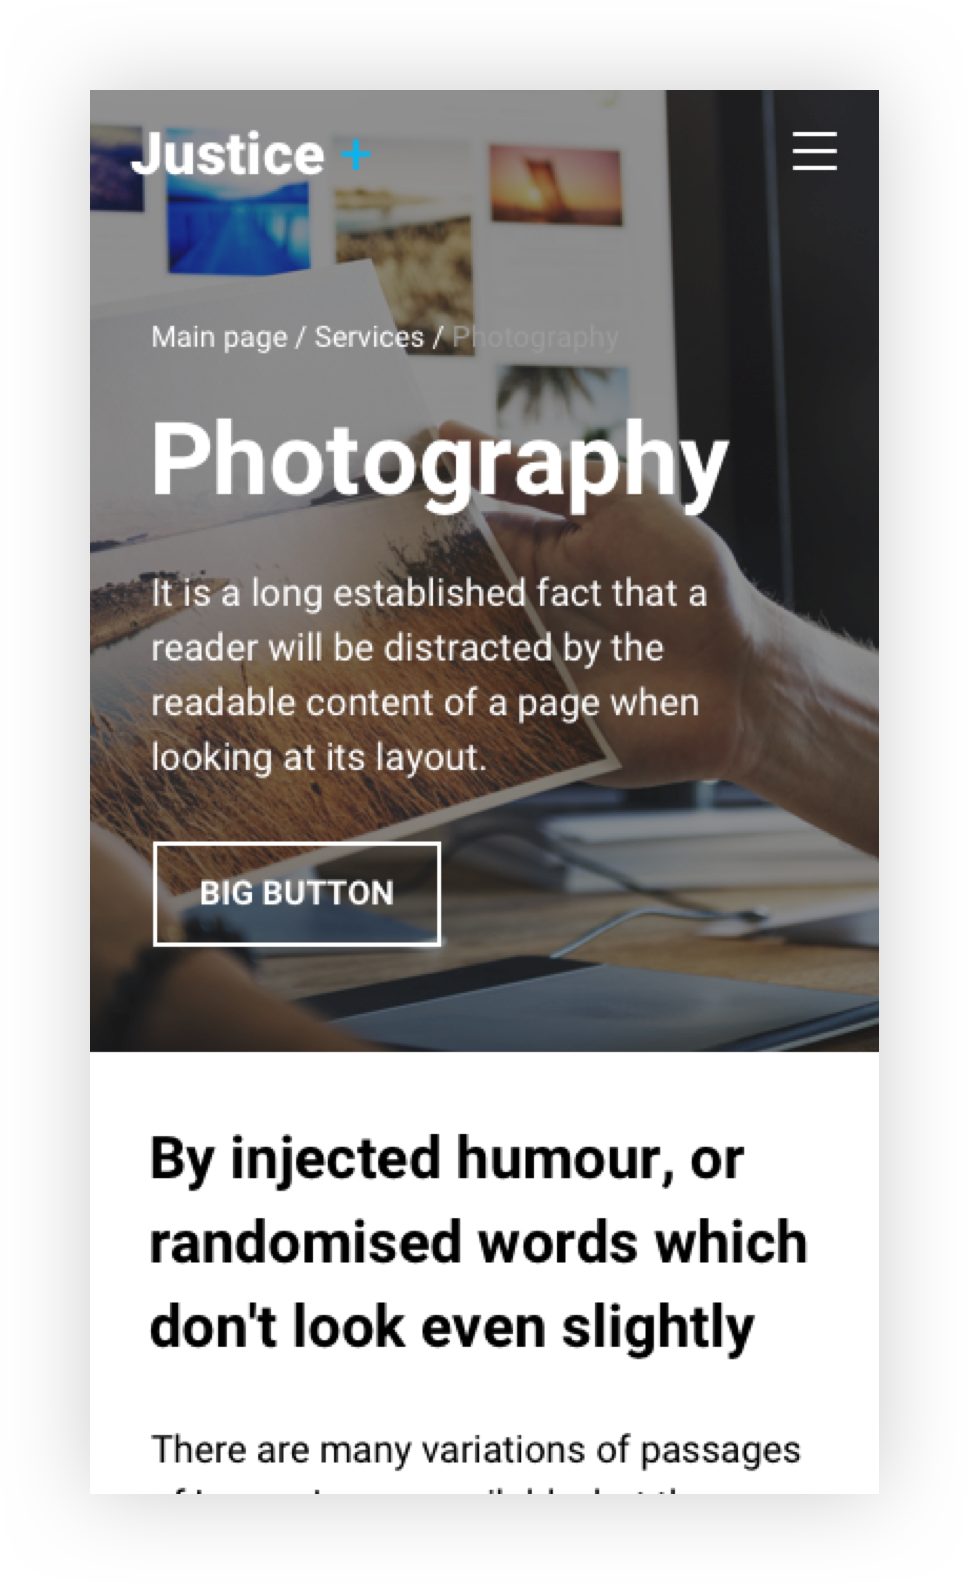 Justice +
Main page / Services / Photography
Photography
It is a long established fact that a
reader will be distracted by the
readable content of a page when
looking at its layout.
BIG BUTTON
By injected humour, or
randomised words which
don't look even slightly
There are many variations of passages